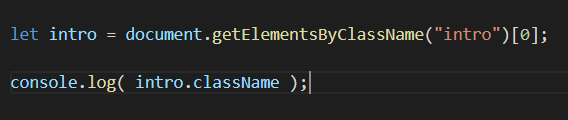 let intro = document.getElementsByClassName("intro")[0];
console.log( intro.className );